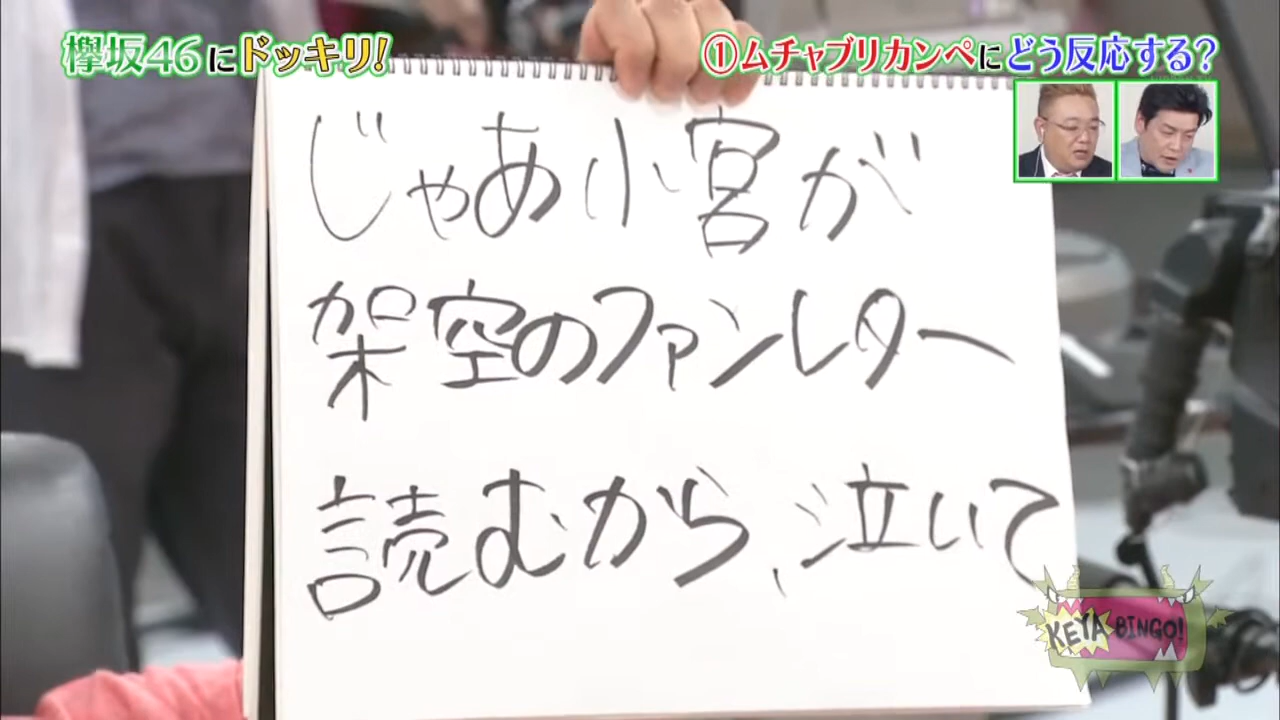 欅坂46にドッキリ!
①ムチャブリカンペにどう反応する?
じゃあ小宮が
架空のファンレター
読むから、泣いて
KEYA BINGO!